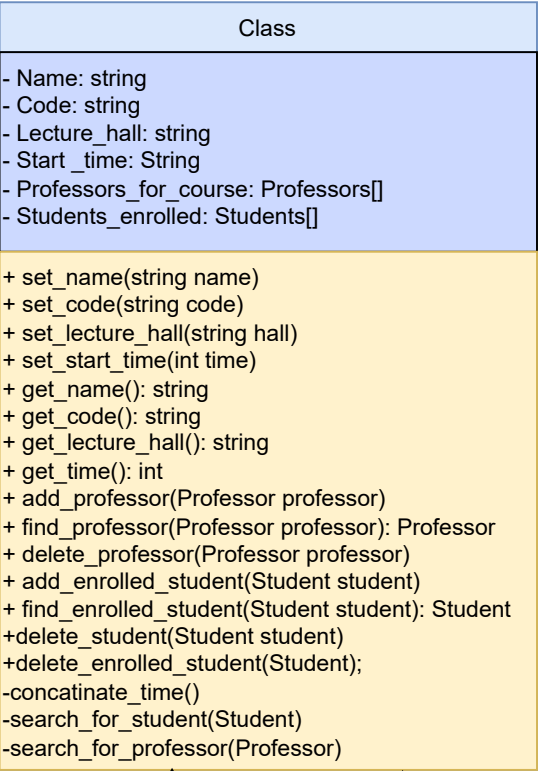 Class
- Name: string
- Code: string
- Lecture_hall: string
- Start _time: String
- Professors_for_course: Professors[]
- Students_enrolled: Students[]
+ set_name(string name)
+ set_code(string code)
+ set_lecture_hall(string hall)
+ set_start_time(int time)
+ get_name(): string
+ get_code(): string
+ get_lecture_hall(): string
+ get_time(): int
+ add_professor(Professor professor)
+ find_professor(Professor professor): Professor
+ delete_professor(Professor professor)
+ add_enrolled_student(Student student)
+ find_enrolled_student(Student student): Student
+delete_student(Student student)
+delete_enrolled_student(Student);
-concatinate_time()
-search_for_student(Student)
-search_for_professor(Professor)